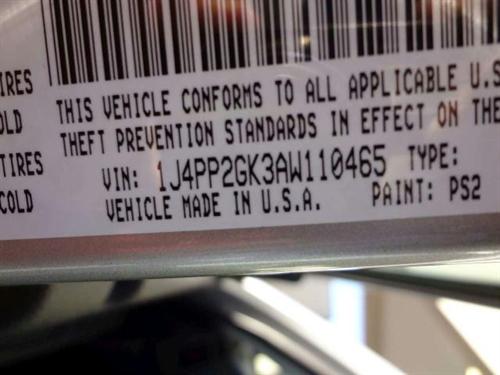 IRES
OLD
THIS VEHICLE CONFORMS TO ALL APPLICABLE U.S
THEFT PREVENTION STANDARDS IN EFFECT ON THE
TIRES
COLD
VIN: 1J4PP2GK3AW110465 TYPE:
VEHICLE MADE IN U.S.A. PAINT: PS2